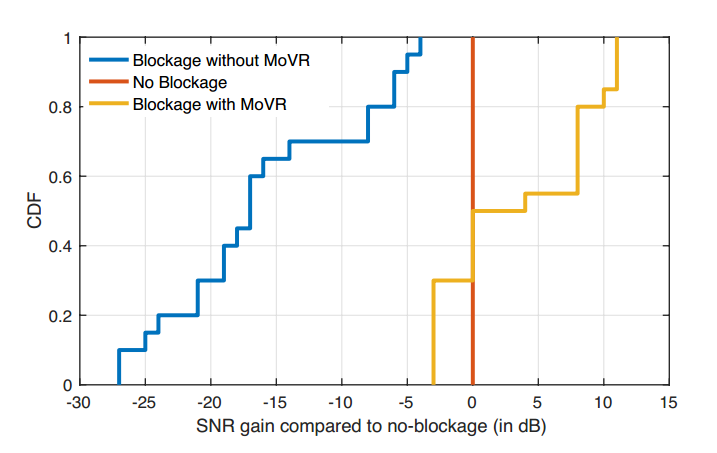 1
0.8
0.6
0.4
0.2
0
CDF
Blockage without MoVR
No Blockage
Blockage with MoVR
-30 -25 -20 -15 -10 -5 0 5 10 15
SNR gain compared to no-blockage (in dB)